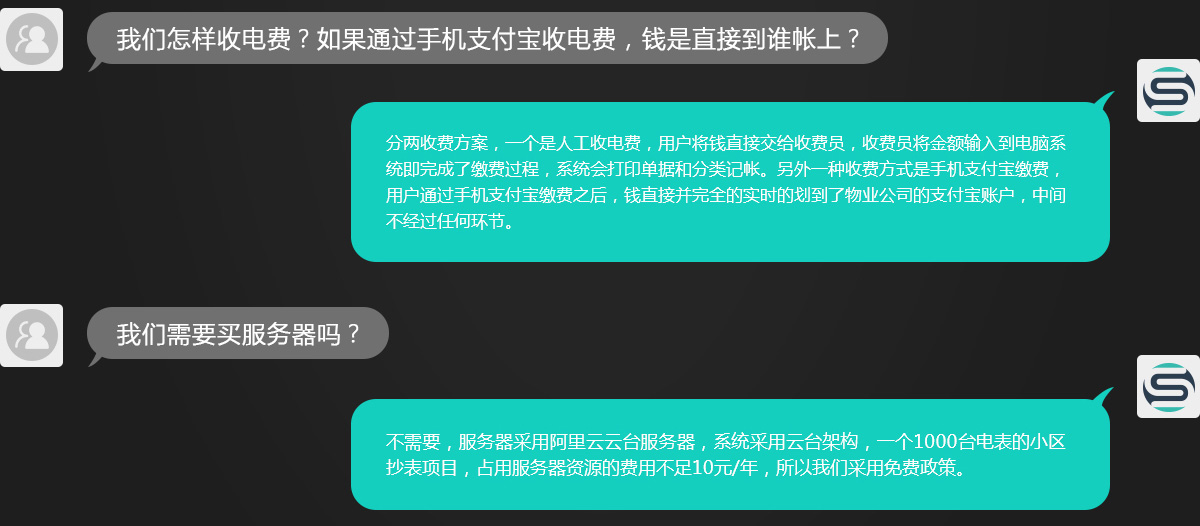 我们怎样收电费？如果通过手机支付宝收电费，钱是直接到谁帐上？
分两收费方案，一个是人工收电费，用户将钱直接交给收费员，收费员将金额输入到电脑系
统即完成了缴费过程，系统会打印单据和分类记帐。另外一种收费方式是手机支付宝缴费，
用户通过手机支付宝缴费之后，钱直接并完全的实时的划到了物业公司的支付宝账户，中间
不经过任何环节。
我们需要买服务器吗？
不需要，服务器采用阿里云云台服务器，系统采用云台架构，一个1000台电表的小区
抄表项目，占用服务器资源的费用不足10元/年，所以我们采用免费政策。